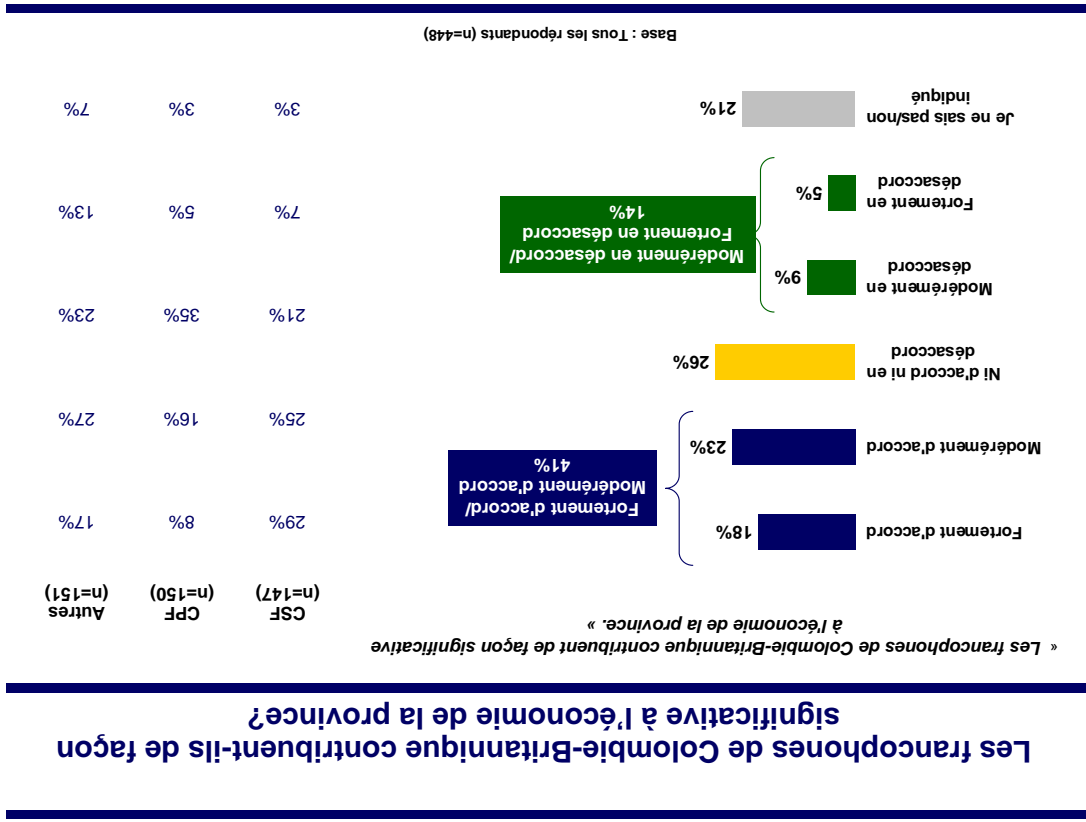 Les francophones de Colombie-Britannique contribuent-ils de façon
significative à l'économie de la province?
« Les francophones de Colombie-Britannique contribuent de façon significative
à l'économie de la province. »
CSF
(n=147)
CPF
(n=150)
Autres
(n=151)
Fortement d'accord
18%
29%
8%
17%
Fortement d'accord/
Modérément d'accord
41%
Modérément d'accord
23%
25%
16%
27%
Ni d'accord ni en
désaccord
26%
21%
35%
23%
Modérément en
désaccord
9%
Modérément en désaccord/
Fortement en désaccord
14%
Fortement en
désaccord
5%
7%
5%
13%
Je ne sais pas/non
indiqué
21%
3%
3%
7%
Base : Tous les répondants (n=448)